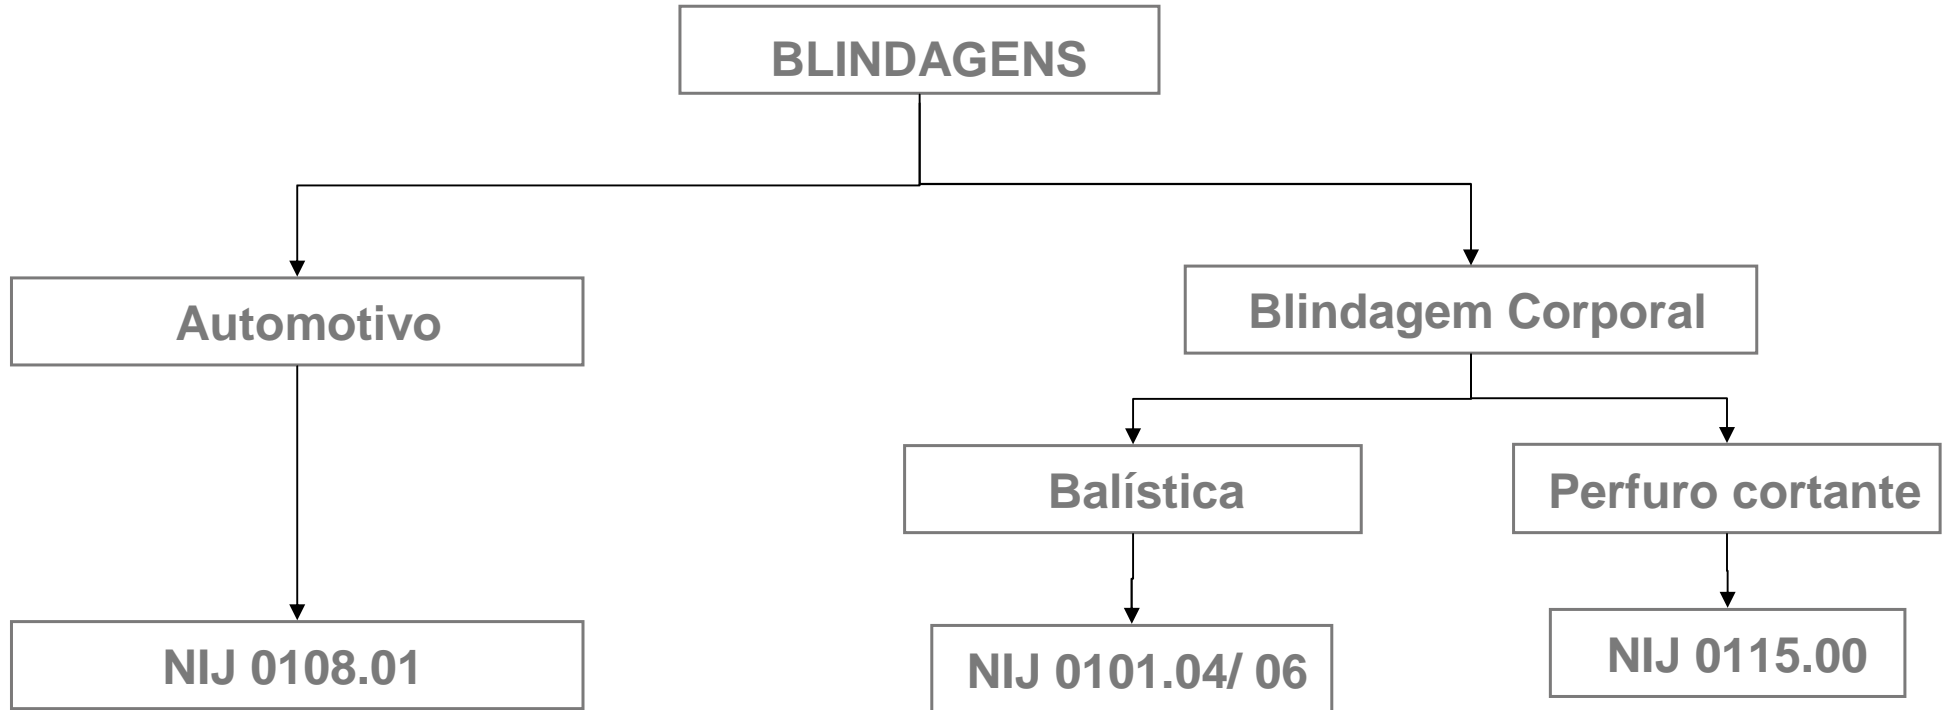 BLINDAGENS
Automotivo
Blindagem Corporal
Balística
Perfuro cortante
NIJ 0108.01
NIJ 0101.04/ 06
NIJ 0115.00